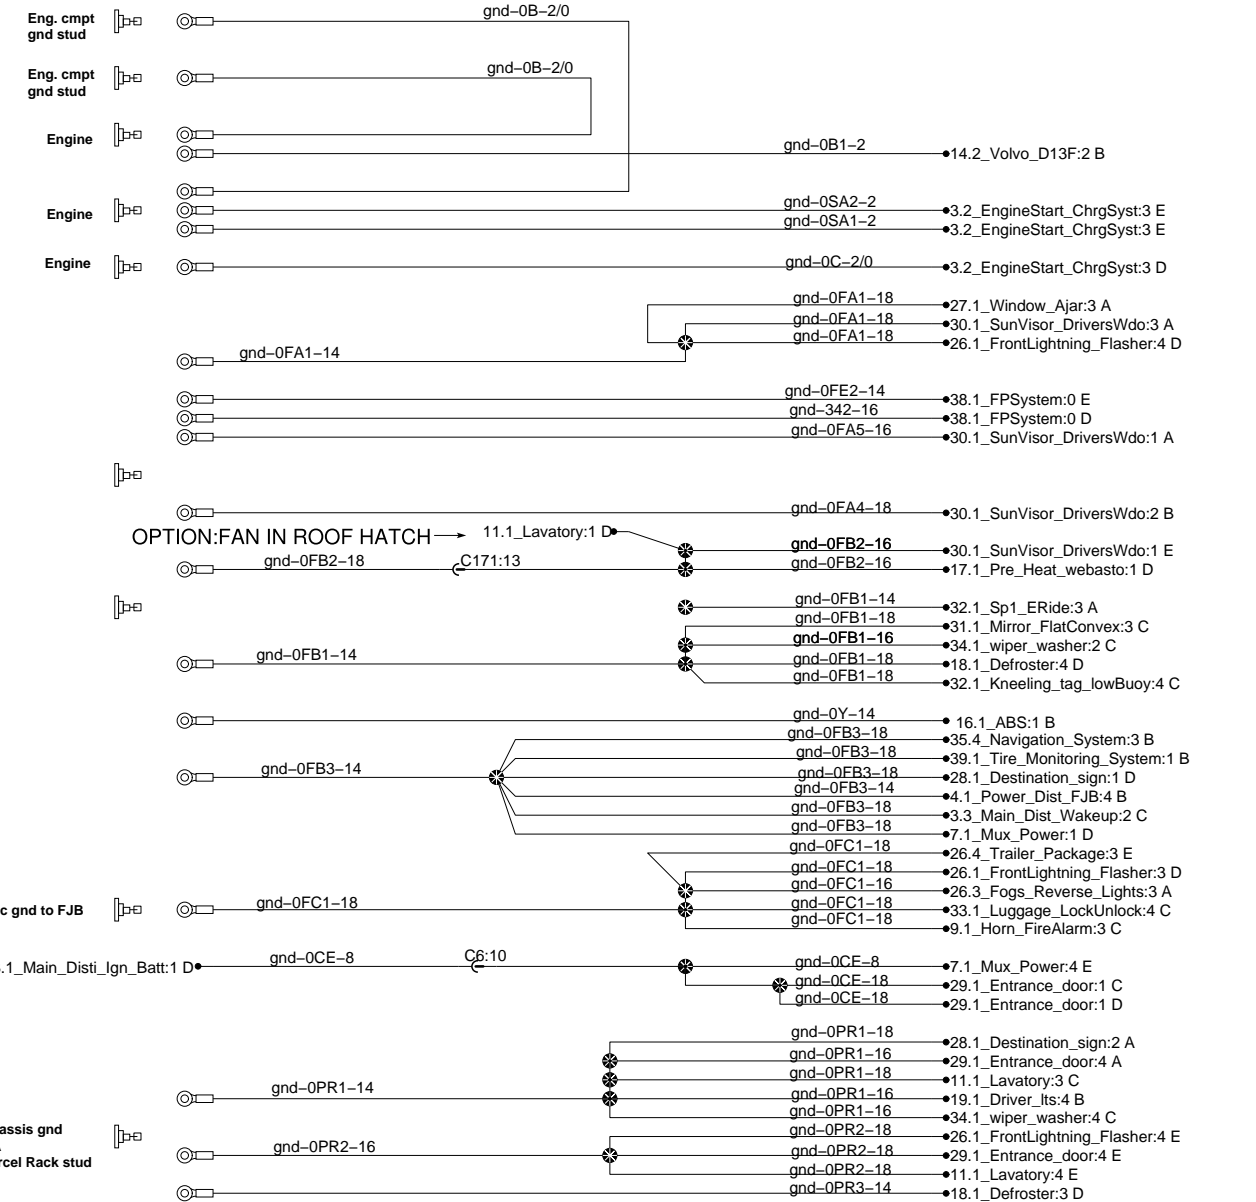 Eng. cmpt
gnd stud
gnd–0B–2/0
Eng. cmpt
gnd stud
gnd–0B–2/0
Engine
gnd–0B1–2
14.2_Volvo_D13F:2 B
Engine
gnd–0SA2–2
3.2_EngineStart_ChrgSyst:3 E
gnd–0SA1–2
3.2_EngineStart_ChrgSyst:3 E
Engine
gnd–0C–2/0
3.2_EngineStart_ChrgSyst:3 D
gnd–0FA1–18
27.1_Window_Ajar:3 A
gnd–0FA1–18
30.1_SunVisor_DriversWdo:3 A
gnd–0FA1–18
26.1_FrontLightning_Flasher:4 D
gnd–0FA1–14
gnd–0FE2–14
38.1_FPSystem:0 E
gnd–342–16
38.1_FPSystem:0 D
gnd–0FA5–16
30.1_SunVisor_DriversWdo:1 A
gnd–0FA4–18
30.1_SunVisor_DriversWdo:2 B
OPTION:FAN IN ROOF HATCH
11.1_Lavatory:1 D
gnd–0FB2–16
30.1_SunVisor_DriversWdo:1 E
gnd–0FB2–18
C171:13
gnd–0FB2–16
17.1_Pre_Heat_webasto:1 D
gnd–0FB1–14
32.1_Sp1_ERide:3 A
gnd–0FB1–18
31.1_Mirror_FlatConvex:3 C
gnd–0FB1–16
34.1_wiper_washer:2 C
gnd–0FB1–14
gnd–0FB1–18
18.1_Defroster:4 D
gnd–0FB1–18
32.1_Kneeling_tag_lowBuoy:4 C
gnd–0Y–14
16.1_ABS:1 B
gnd–0FB3–18
35.4_Navigation_System:3 B
gnd–0FB3–18
39.1_Tire_Monitoring_System:1 B
gnd–0FB3–14
gnd–0FB3–18
28.1_Destination_sign:1 D
gnd–0FB3–14
4.1_Power_Dist_FJB:4 B
gnd–0FB3–18
3.3_Main_Dist_Wakeup:2 C
gnd–0FB3–18
7.1_Mux_Power:1 D
gnd–0FC1–18
26.4_Trailer_Package:3 E
gnd–0FC1–18
26.1_FrontLightning_Flasher:3 D
gnd–0FC1–16
26.3_Fogs_Reverse_Lights:3 A
c gnd to FJB
gnd–0FC1–18
gnd–0FC1–18
33.1_Luggage_LockUnlock:4 C
gnd–0FC1–18
9.1_Horn_FireAlarm:3 C
.1_Main_Disti_Ign_Batt:1 D
gnd–0CE–8
C6:10
gnd–0CE–8
7.1_Mux_Power:4 E
gnd–0CE–18
29.1_Entrance_door:1 C
gnd–0CE–18
29.1_Entrance_door:1 D
gnd–0PR1–18
28.1_Destination_sign:2 A
gnd–0PR1–16
29.1_Entrance_door:4 A
gnd–0PR1–18
11.1_Lavatory:3 C
gnd–0PR1–14
gnd–0PR1–16
19.1_Driver_lts:4 B
gnd–0PR1–16
34.1_wiper_washer:4 C
assis gnd
rcel Rack stud
gnd–0PR2–18
26.1_FrontLightning_Flasher:4 E
gnd–0PR2–16
gnd–0PR2–18
29.1_Entrance_door:4 E
gnd–0PR2–18
11.1_Lavatory:4 E
gnd–0PR3–14
18.1_Defroster:3 D